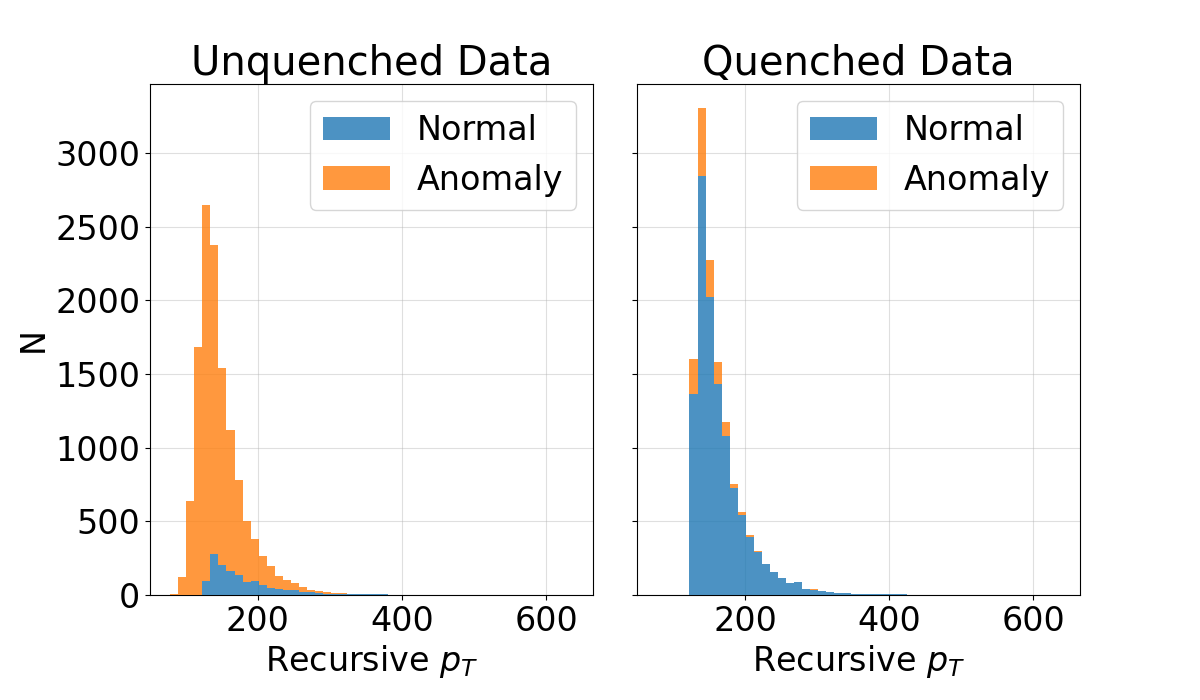 Unquenched Data
Quenched Data
Normal
Anomaly
Normal
Anomaly
3000
2500
2000
1500
1000
500
0
N
200 400 600
200 400 600
Recursive p_T
Recursive p_T